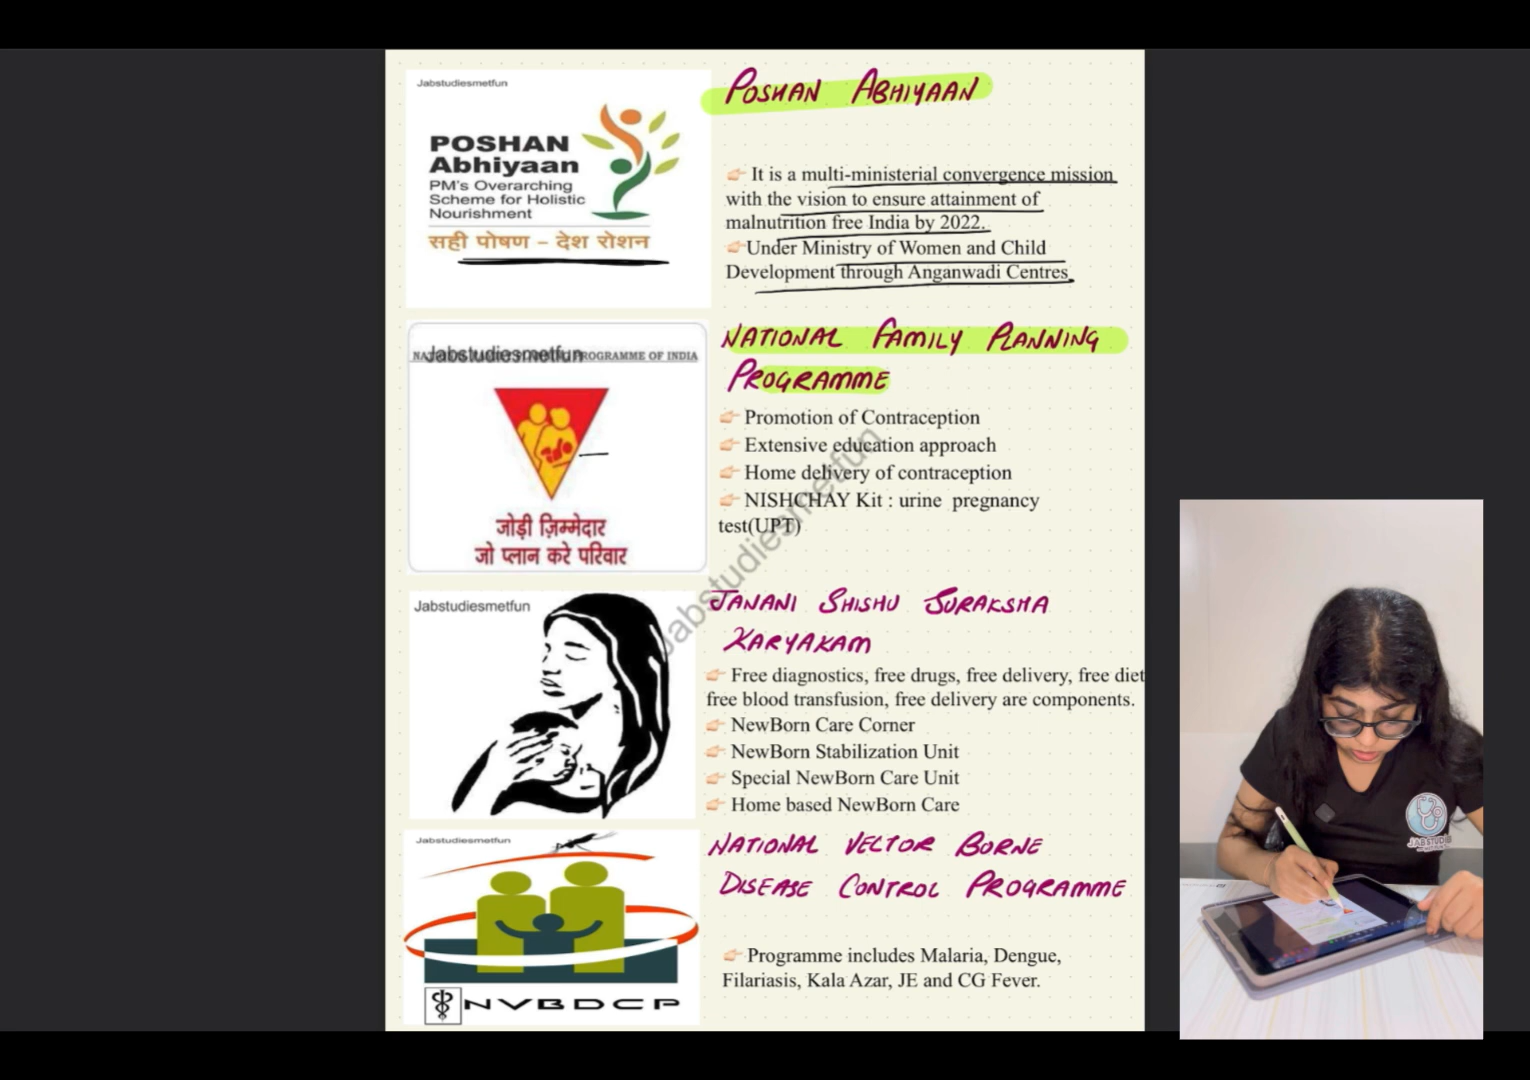 Jabstudiesmetfun
POSHAN
Abhiyaan
PM's Overarching
Scheme for Holistic
Nourishment
सही पोषण – देश रोशन
POSHAN ABHIYAAN
It is a multi-ministerial convergence mission
with the vision to ensure attainment of
malnutrition free India by 2022.
Under Ministry of Women and Child
Development through Anganwadi Centres
Jabstudiesmetfun
PROGRAMME OF INDIA
जोड़ी ज़िम्मेदार
जो प्लान करे परिवार
NATIONAL FAMILY PLANNING
PROGRAMME
Promotion of Contraception
Extensive education approach
Home delivery of contraception
NISHCHAY Kit : urine pregnancy
test(UPT)
Jabstudiesmetfun
Jabstudiesmetfun
JANANI SHISHU SURAKSHA
KARYAKAM
Free diagnostics, free drugs, free delivery, free diet
free blood transfusion, free delivery are components.
NewBorn Care Corner
NewBorn Stabilization Unit
Special NewBorn Care Unit
Home based NewBorn Care
Jabstudiesmetfun
NVBDCP
NATIONAL VECTOR BORNE
DISEASE CONTROL PROGRAMME
Programme includes Malaria, Dengue,
Filariasis, Kala Azar, JE and CG Fever.